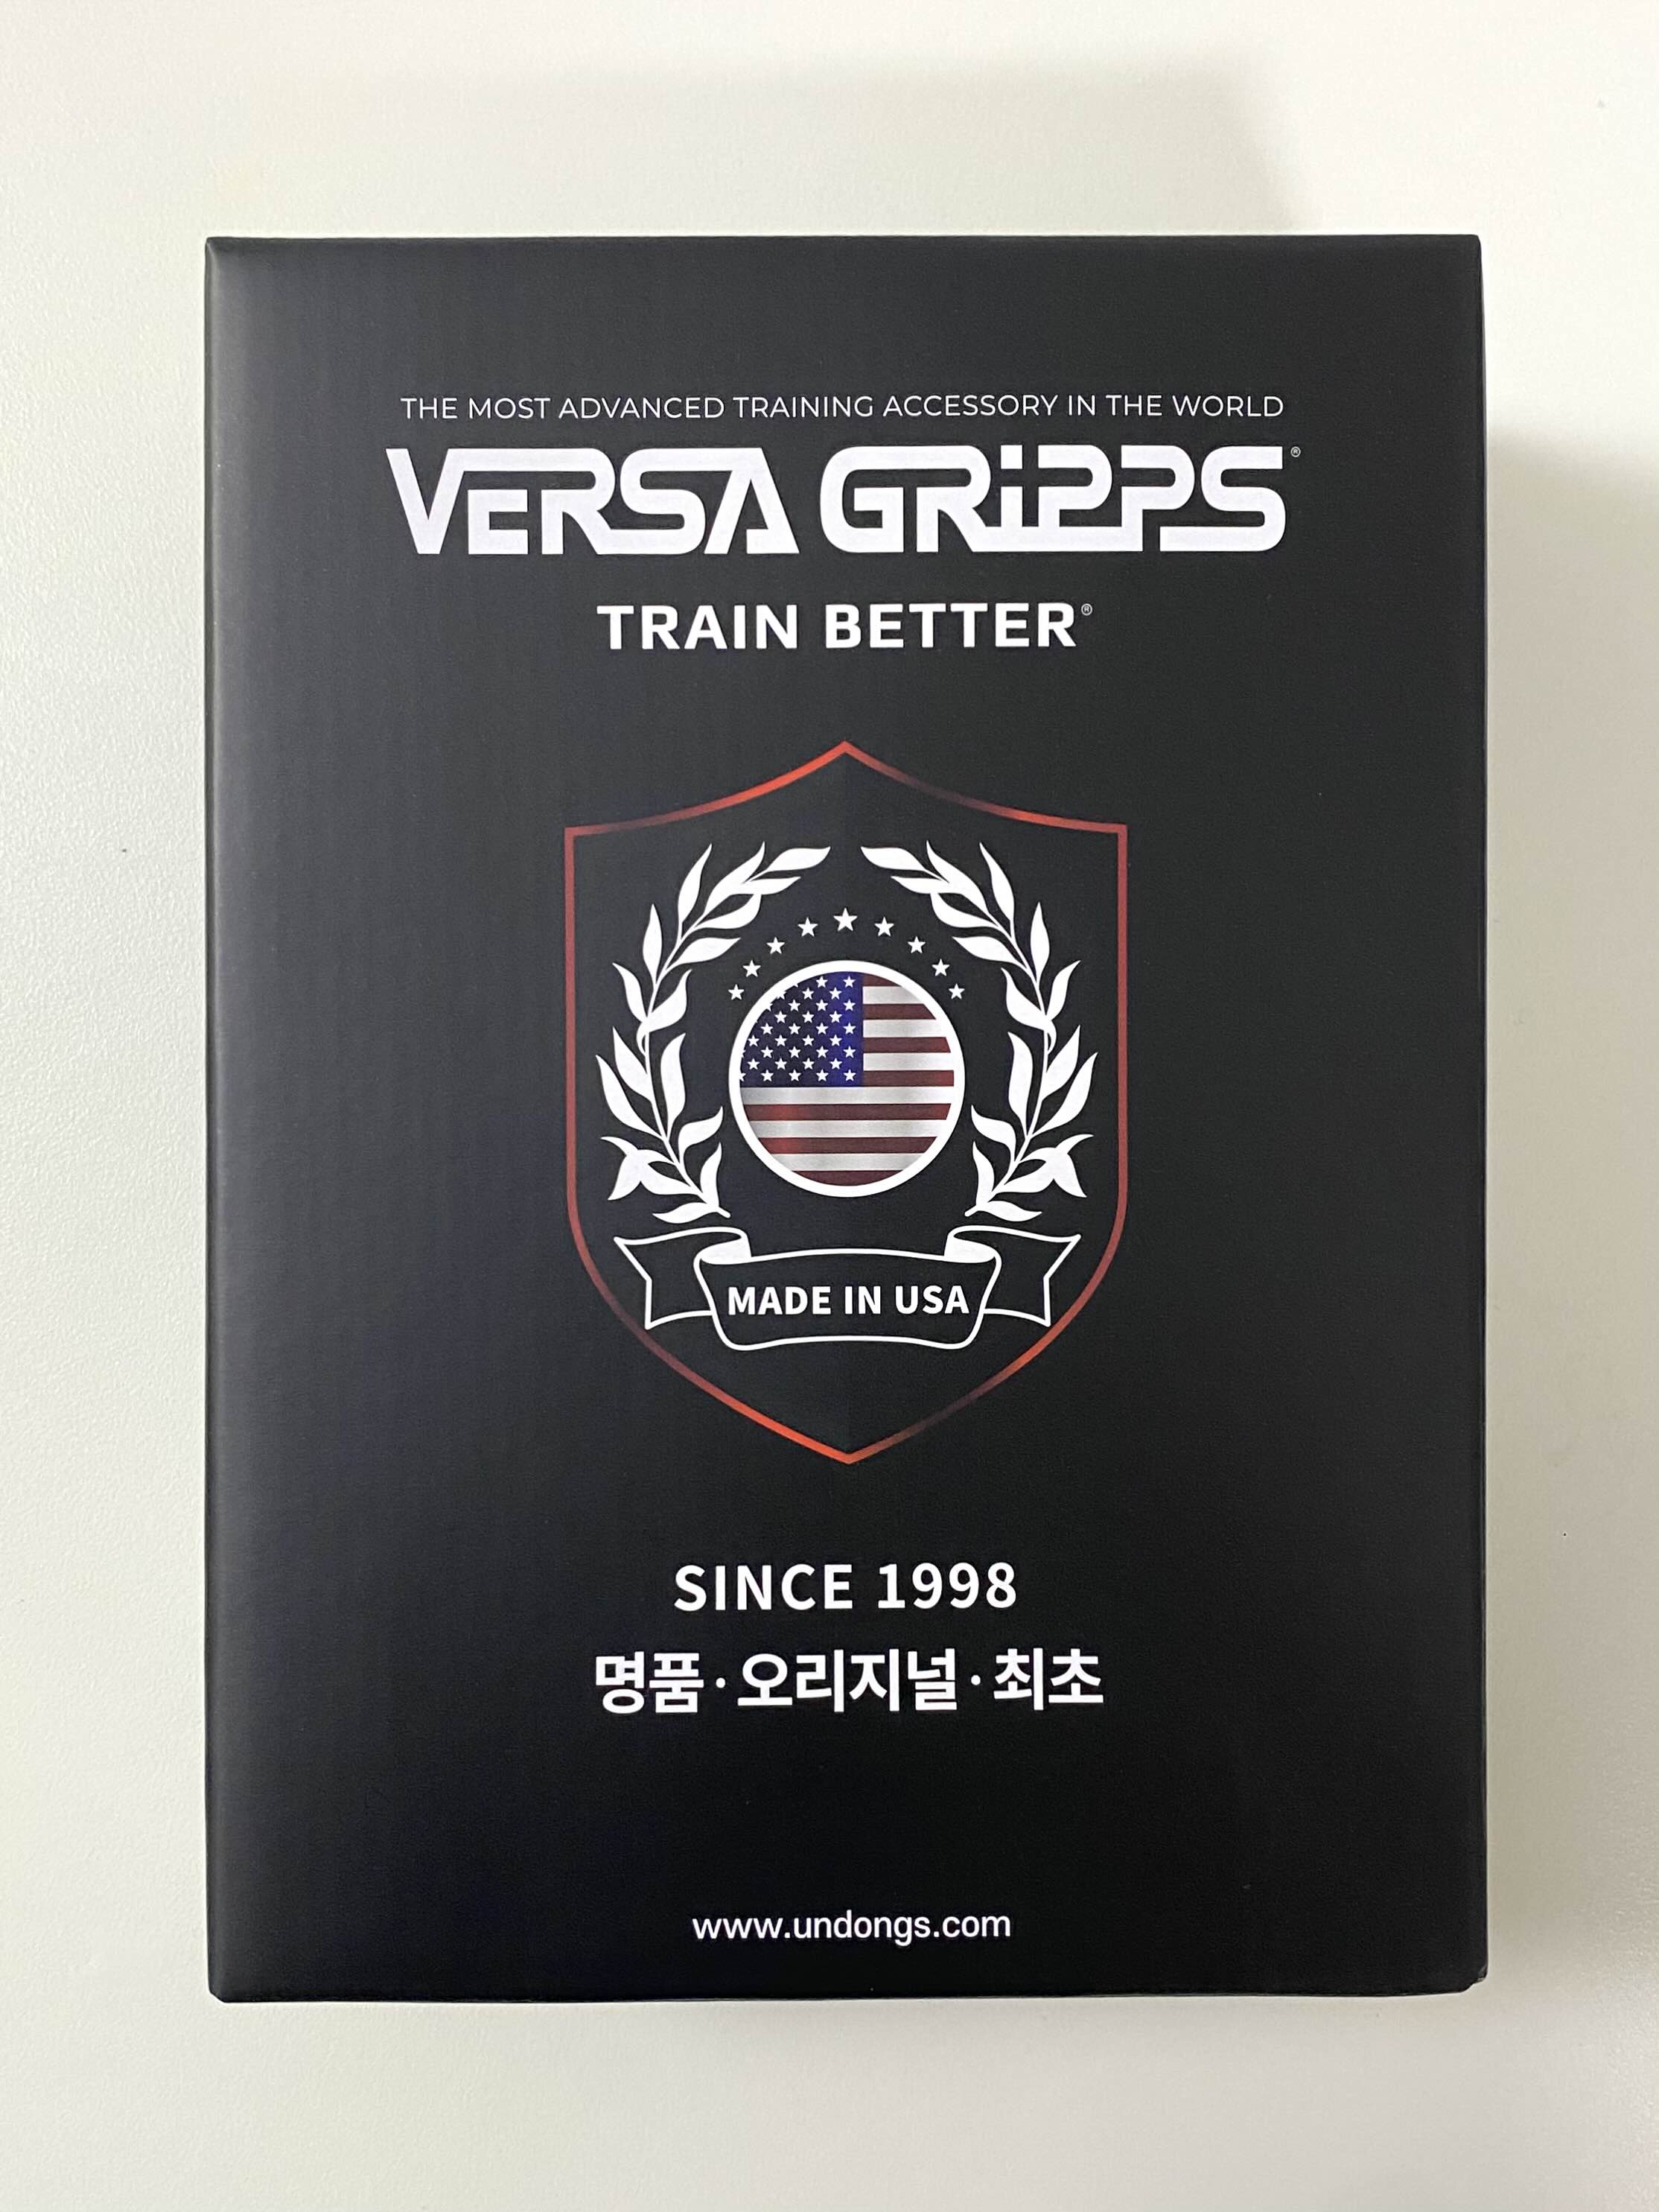 THE MOST ADVANCED TRAINING ACCESSORY IN THE WORLD
VERSA GRiPPS®
TRAIN BETTER®
MADE IN USA
SINCE 1998
명품·오리지널·최초
www.undongs.com